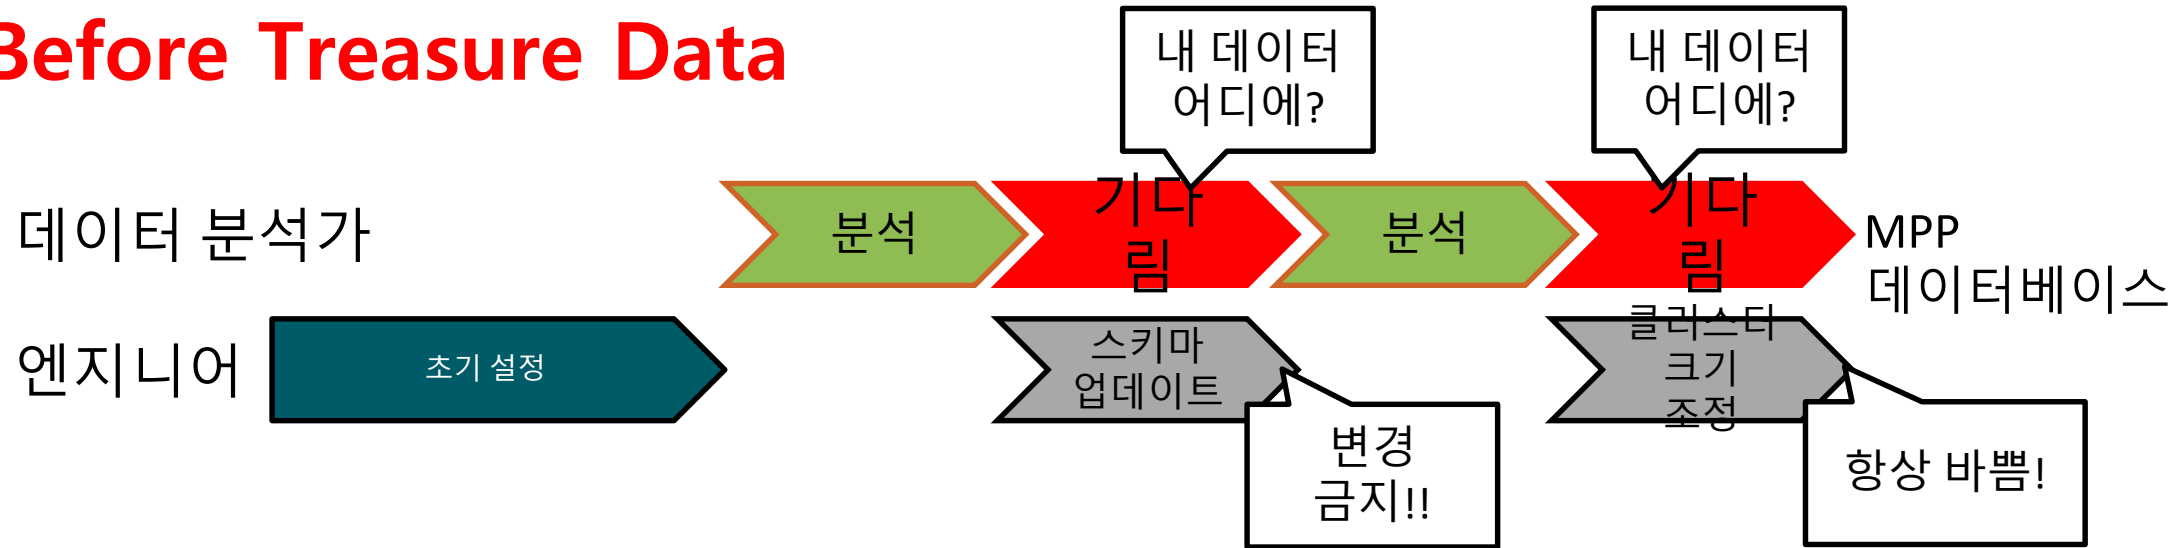 Before Treasure Data
내 데이터
어디에?
내 데이터
어디에?
데이터 분석가
분석
기다
림
분석
기다
림
MPP
데이터베이스
엔지니어
초기 설정
스키마
업데이트
클러스터
크기
조정
변경
금지!!
항상 바쁨!